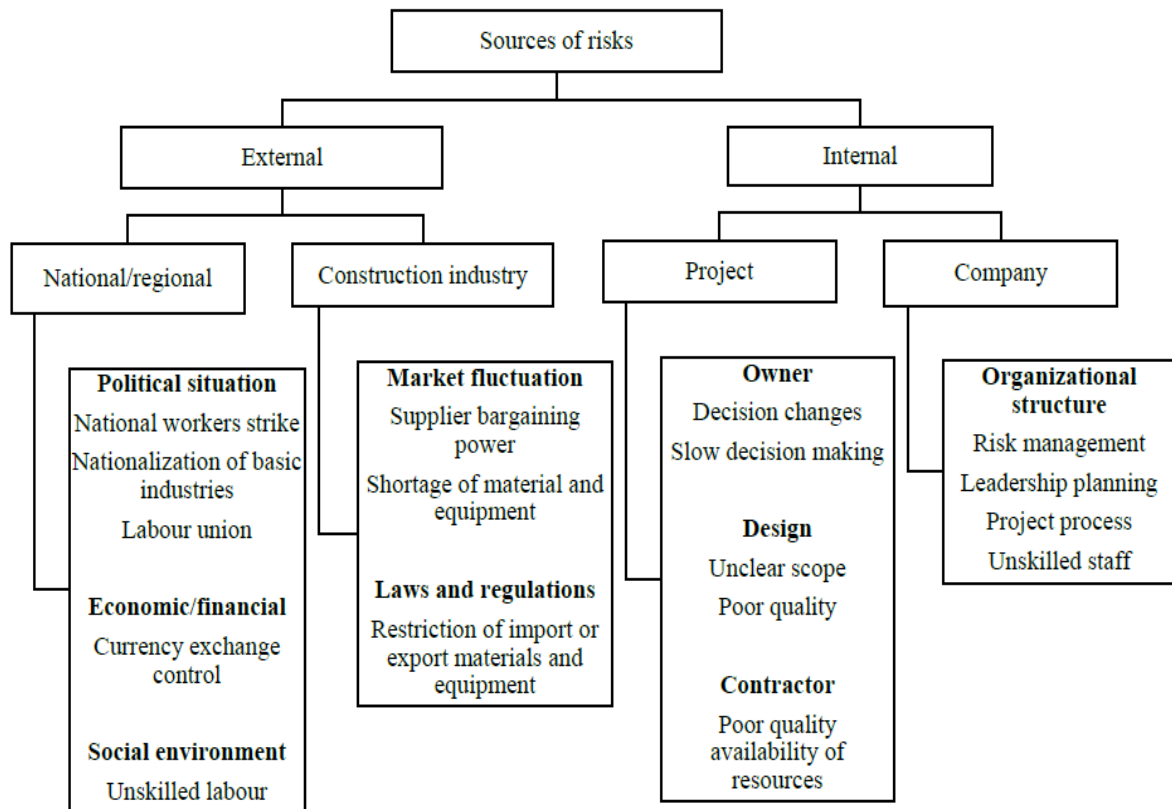 Sources of risks
External
Internal
National/regional
Construction industry
Project
Company
Political situation
National workers strike
Nationalization of basic
industries
Labour union
Economic/financial
Currency exchange
control
Social environment
Unskilled labour
Market fluctuation
Supplier bargaining
power
Shortage of material and
equipment
Laws and regulations
Restriction of import or
export materials and
equipment
Owner
Decision changes
Slow decision making
Design
Unclear scope
Poor quality
Contractor
Poor quality
availability of
resources
Organizational
structure
Risk management
Leadership planning
Project process
Unskilled staff